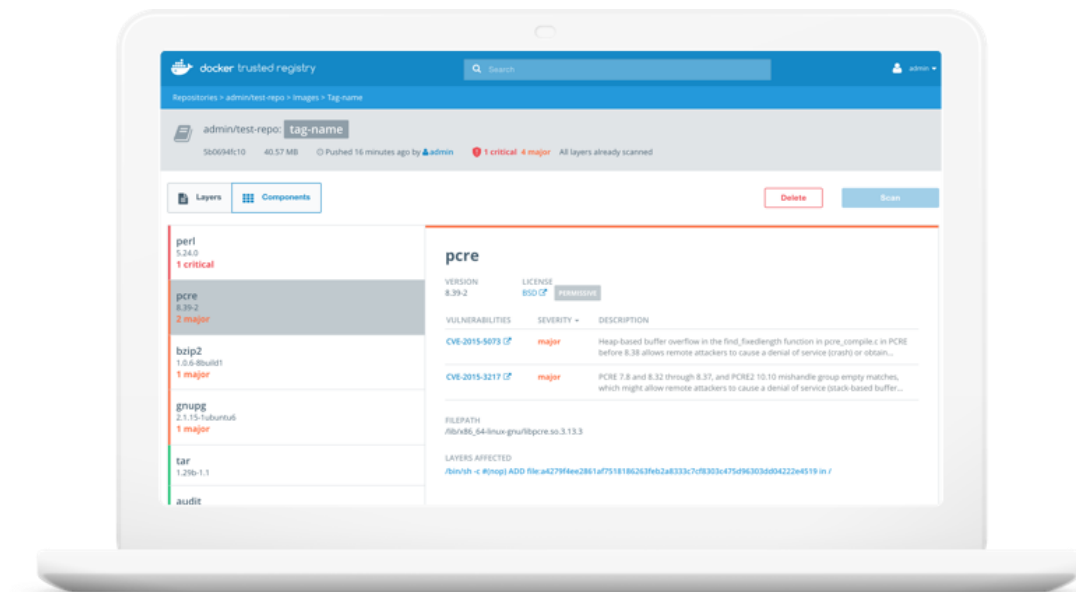 docker trusted registry
Search
admin
Repositories > admin/test-repo > Images > Tag-name
admin/test-repo: tag-name
5b0694fc10 40.57 MB Pushed 16 minutes ago by admin 1 critical 4 major All layers already scanned
Layers
Components
Delete
Scan
perl
5.24.0
1 critical
pcre
8.39-2
2 major
bzip2
1.0.6-8build1
1 major
gnupg
2.1.15-1ubuntu6
1 major
tar
1.29b-1.1
audit
pcre
VERSION LICENSE
8.39-2 BSD PERMISSIVE
VULNERABILITIES SEVERITY DESCRIPTION
CVE-2015-5073 major Heap-based buffer overflow in the find_fixedlength function in pcre_compile.c in PCRE
before 8.38 allows remote attackers to cause a denial of service (crash) or obtain...
CVE-2015-3217 major PCRE 7.8 and 8.32 through 8.37, and PCRE2 10.10 mishandle group empty matches,
which might allow remote attackers to cause a denial of service (stack-based buffer...
FILEPATH
/lib/x86_64-linux-gnu/libpcre.so.3.13.3
LAYERS AFFECTED
/bin/sh -c #(nop) ADD file:a4279f4ee2861af7518186263feb2a8333c7cf8303c475d96303dd04222e4519 in /